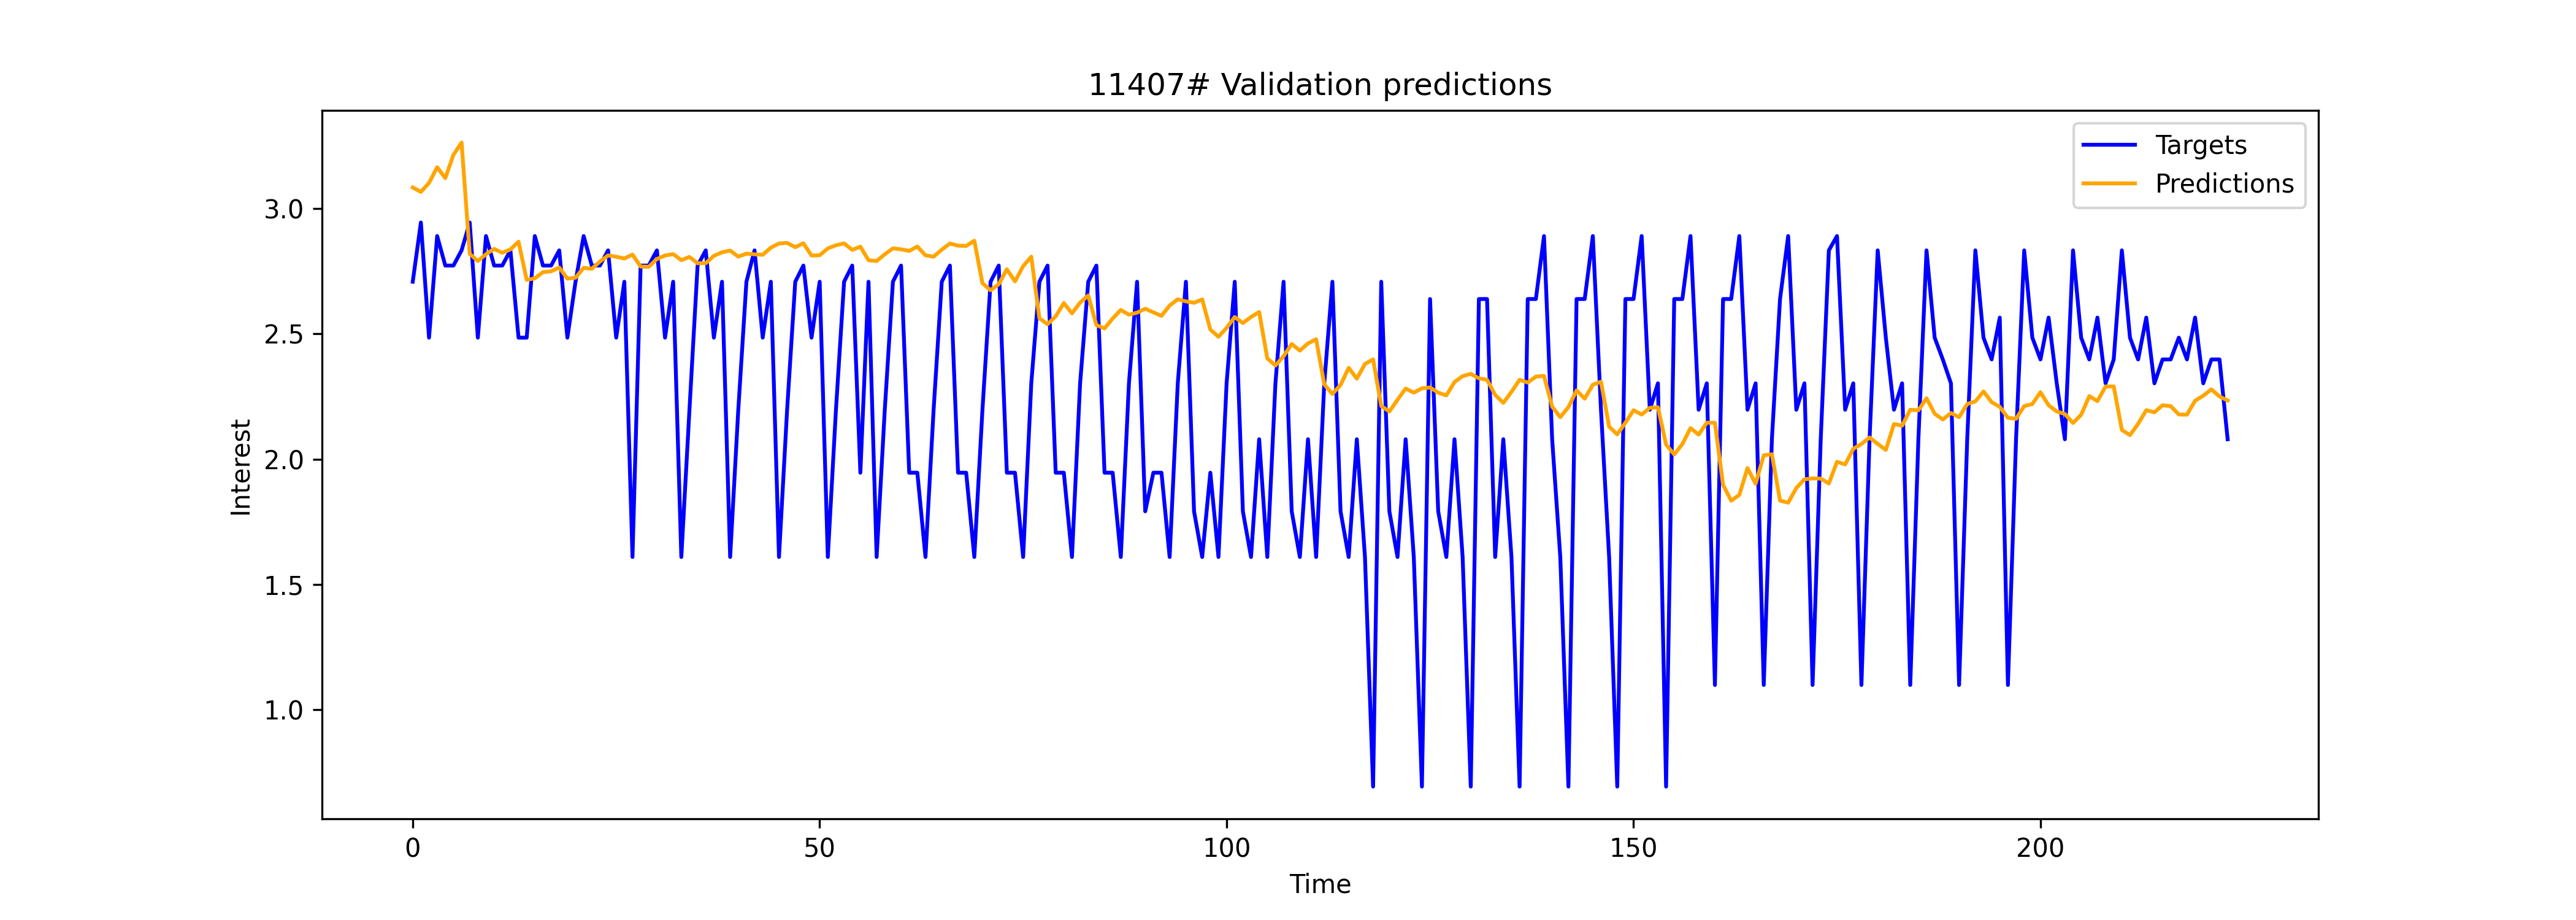 11407# Validation predictions
Targets
Predictions
3.0
2.5
2.0
1.5
1.0
Interest
0 50 100 150 200
Time